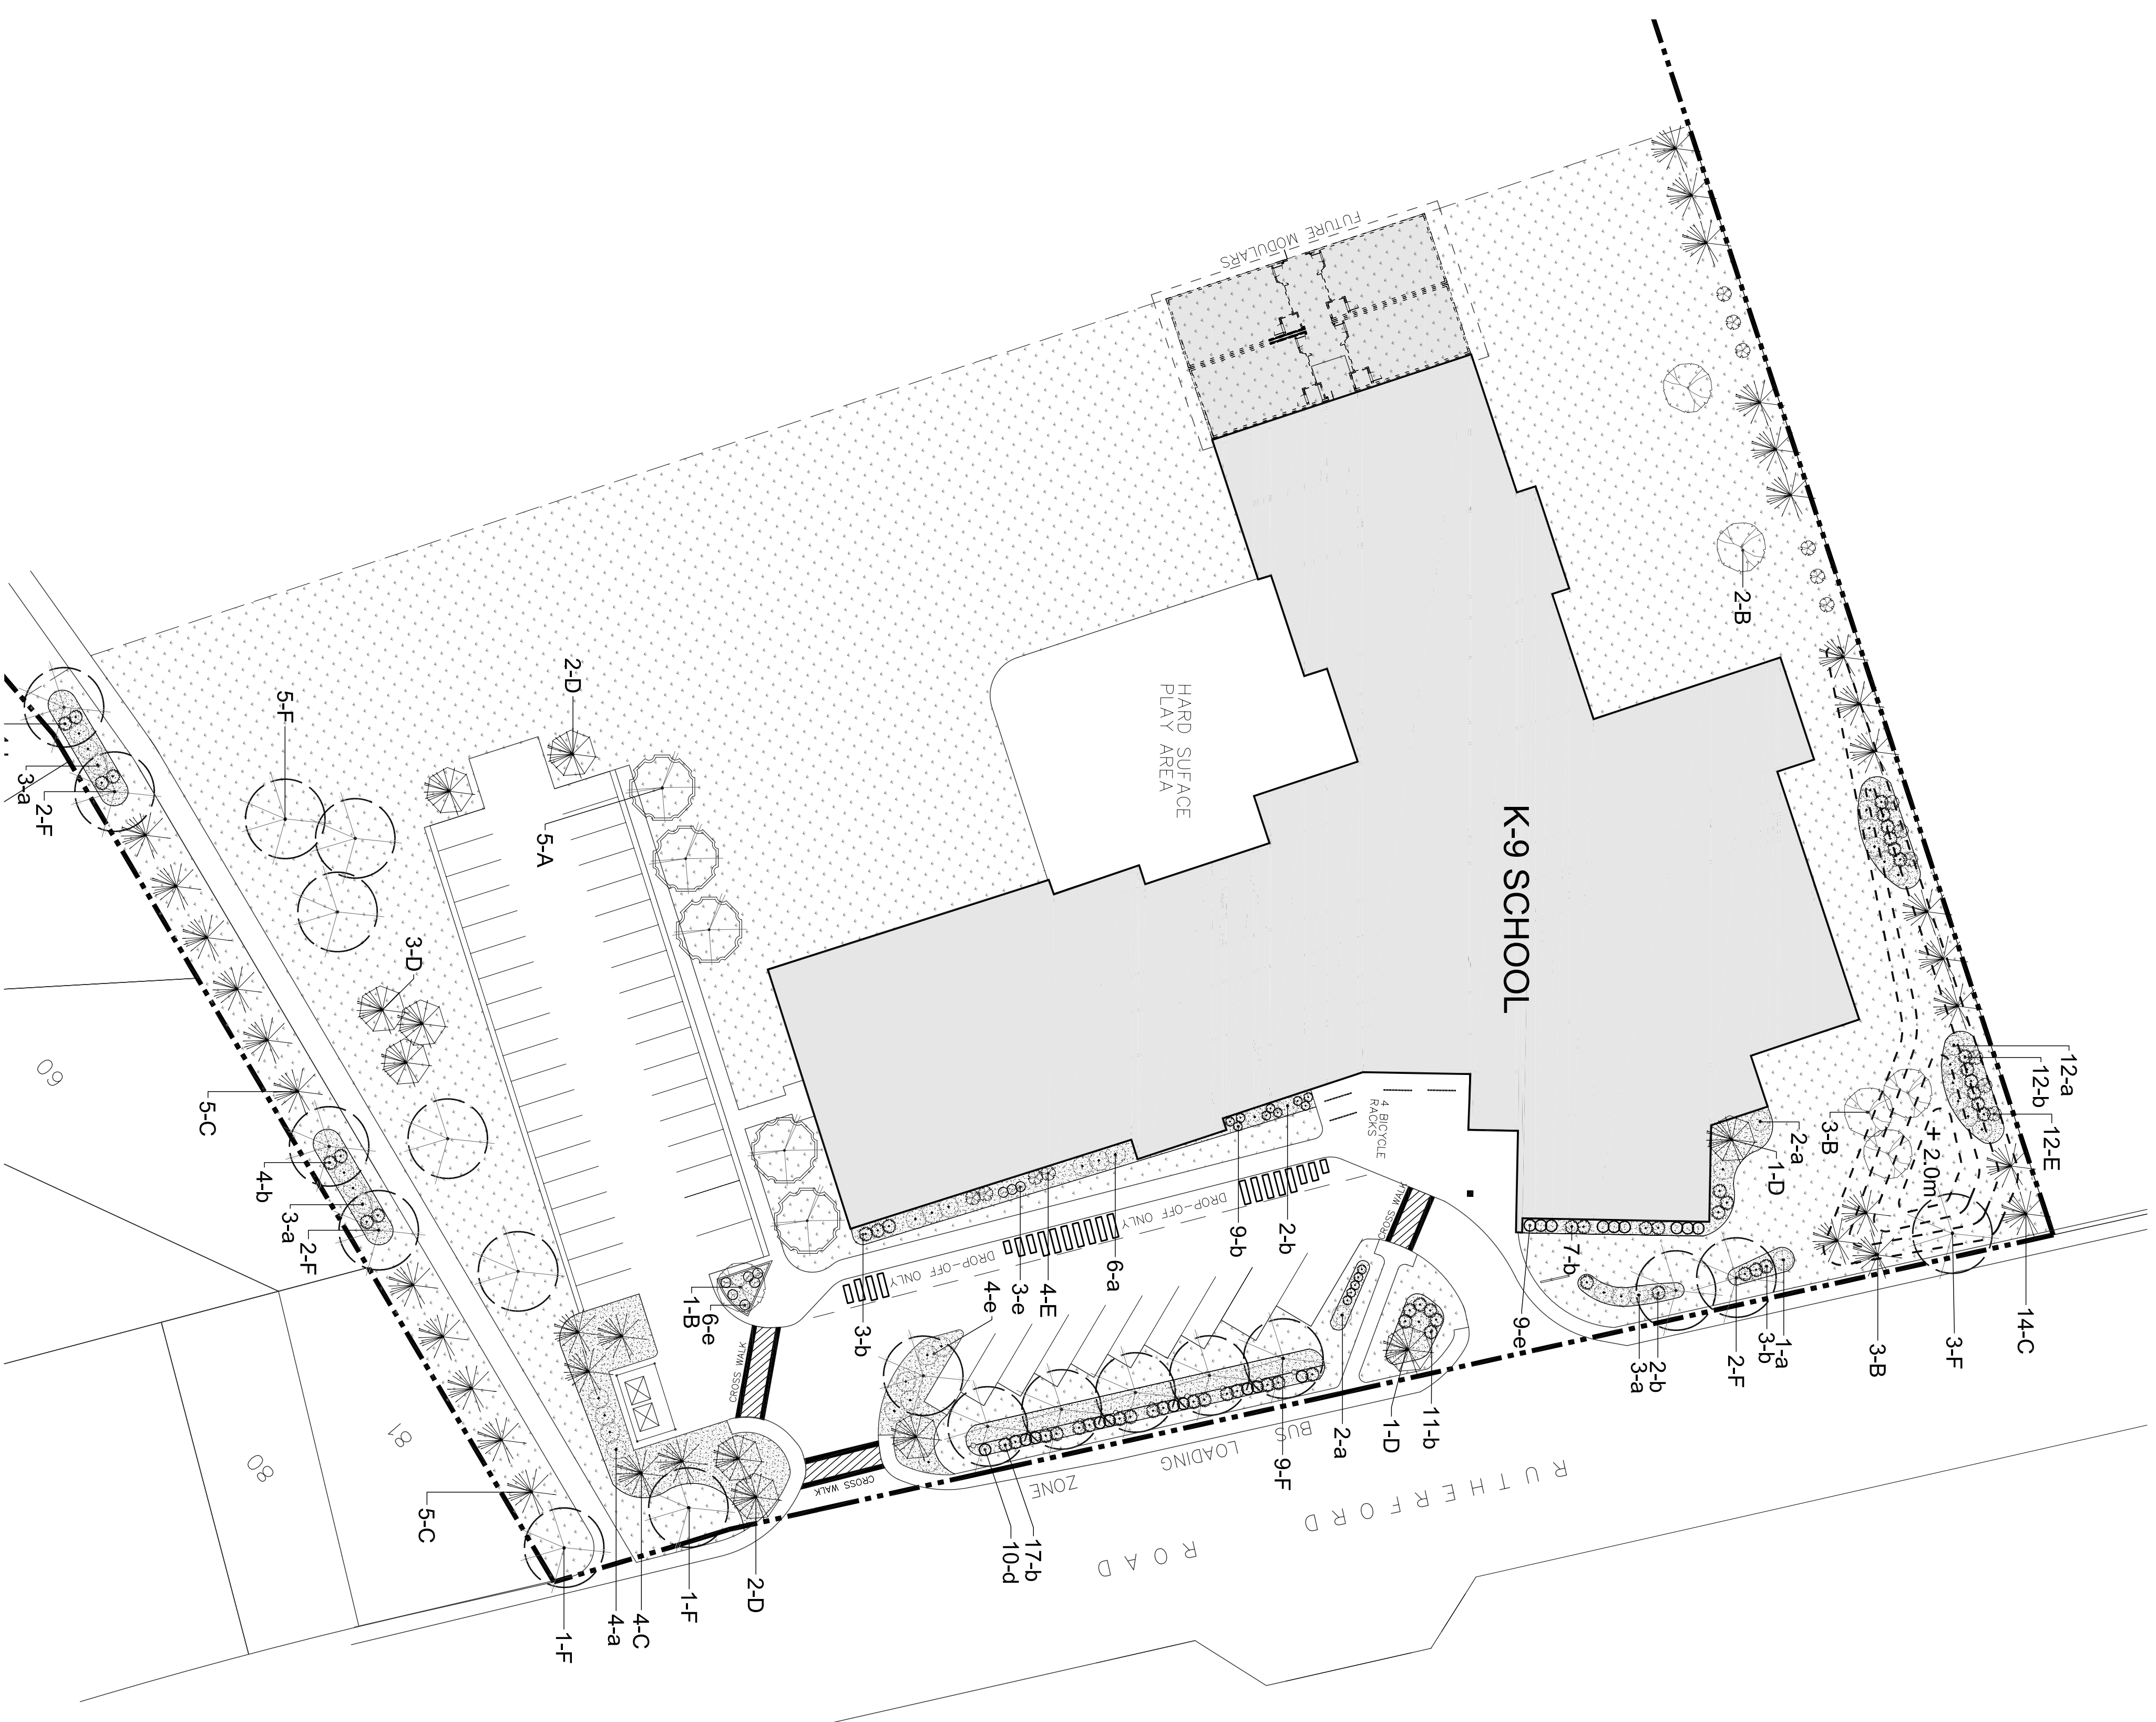 FUTURE MODULARS
2-B
HARD SUFACE
PLAY AREA
K-9 SCHOOL
2-D
5-F
5-A
3-a
2-F
3-D
60
5-C
4-b
3-a
2-F
12-a
12-b
12-E
4 BICYCLE
RACKS
2-a
1-D
3-B
+ 2.0m
DROP-OFF ONLY
DROP-OFF ONLY
CROSS WALK
9-b
2-b
7-b
9-e
6-a
4-E
3-e
4-e
3-b
6-e
1-B
CROSS WALK
3-a
2-b
2-F
3-b
1-a
3-B
3-F
14-C
2-a
1-D
11-b
81
80
5-C
CROSS WALK
BUS
LOADING
ZONE
9-F
17-b
10-d
RUTHERFORD
ROAD
2-D
1-F
4-C
4-a
1-F